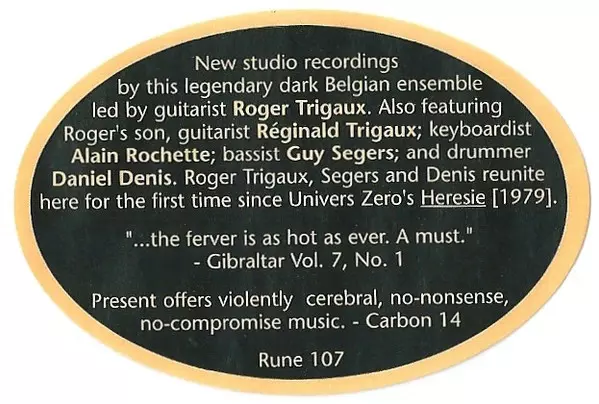 New studio recordings
by this legendary dark Belgian ensemble
led by guitarist Roger Trigaux. Also featuring
Roger's son, guitarist Réginald Trigaux; keyboardist
Alain Rochette; bassist Guy Segers; and drummer
Daniel Denis. Roger Trigaux, Segers and Denis reunite
here for the first time since Univers Zero's Heresie [1979].
"...the ferver is as hot as ever. A must."
- Gibraltar Vol. 7, No. 1
Present offers violently cerebral, no-nonsense,
no-compromise music. - Carbon 14
Rune 107